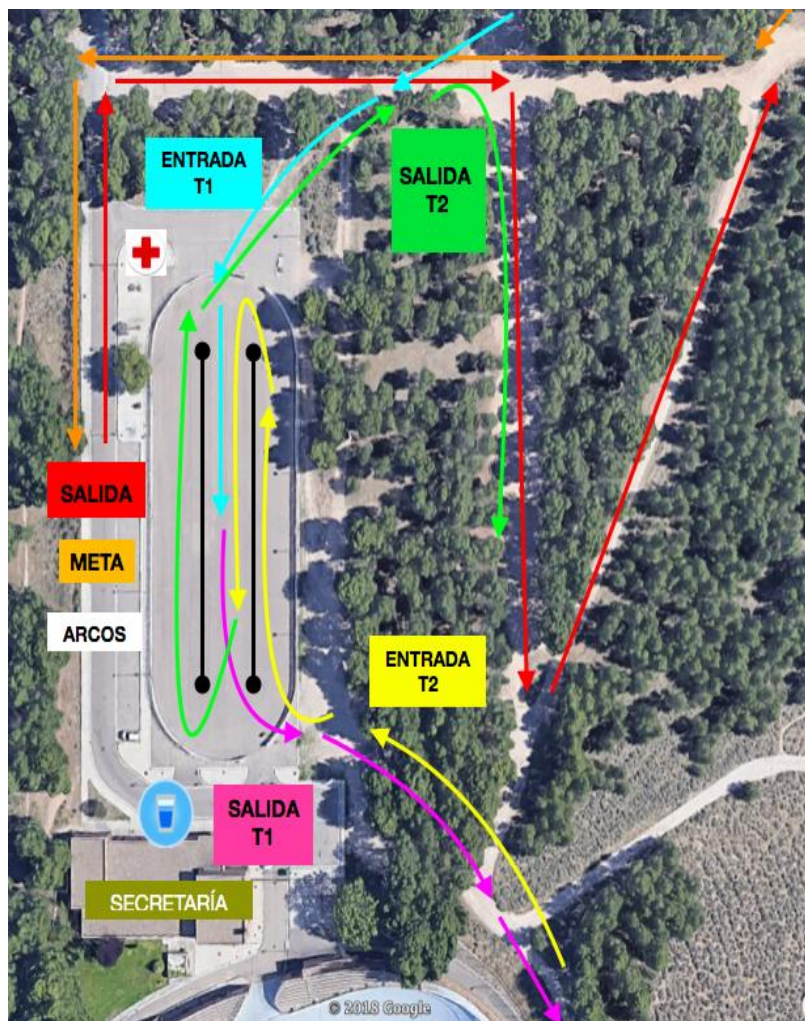 ENTRADA
T1
SALIDA
T2
SALIDA
META
ARCOS
ENTRADA
T2
SALIDA
T1
SECRETARÍA
© 2018 Google